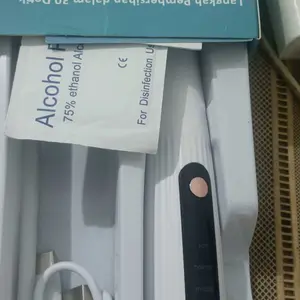 Langkah Pembersihan dalam 30 Detik
Alcohol P
75% ethanol Alc
CE
For Disinfection U